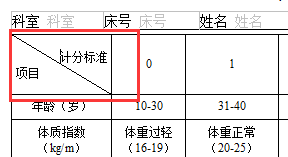 科室 科室 床号 床号 姓名 姓名
计分标准
项目
0 1
年龄（岁） 10-30 31-40
体质指数 体重过轻 体重正常
（kg/m） (16-19) (20-25)